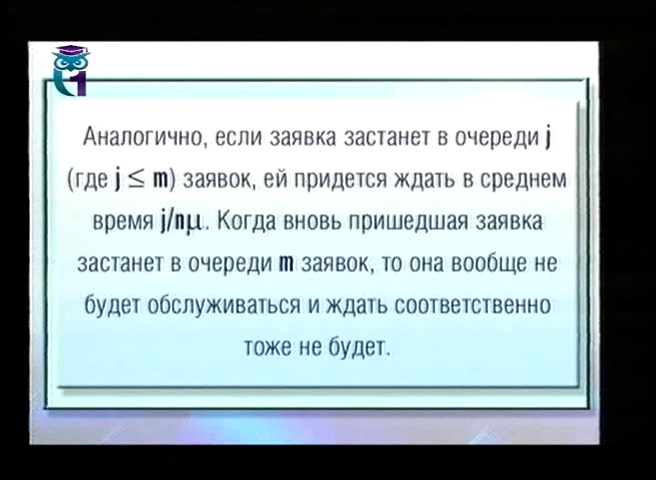 1
Аналогично, если заявка застанет в очереди j
(где j ≤ m) заявок, ей придется ждать в среднем
время j/nμ. Когда вновь пришедшая заявка
застанет в очереди m заявок, то она вообще не
будет обслуживаться и ждать соответственно
тоже не будет.